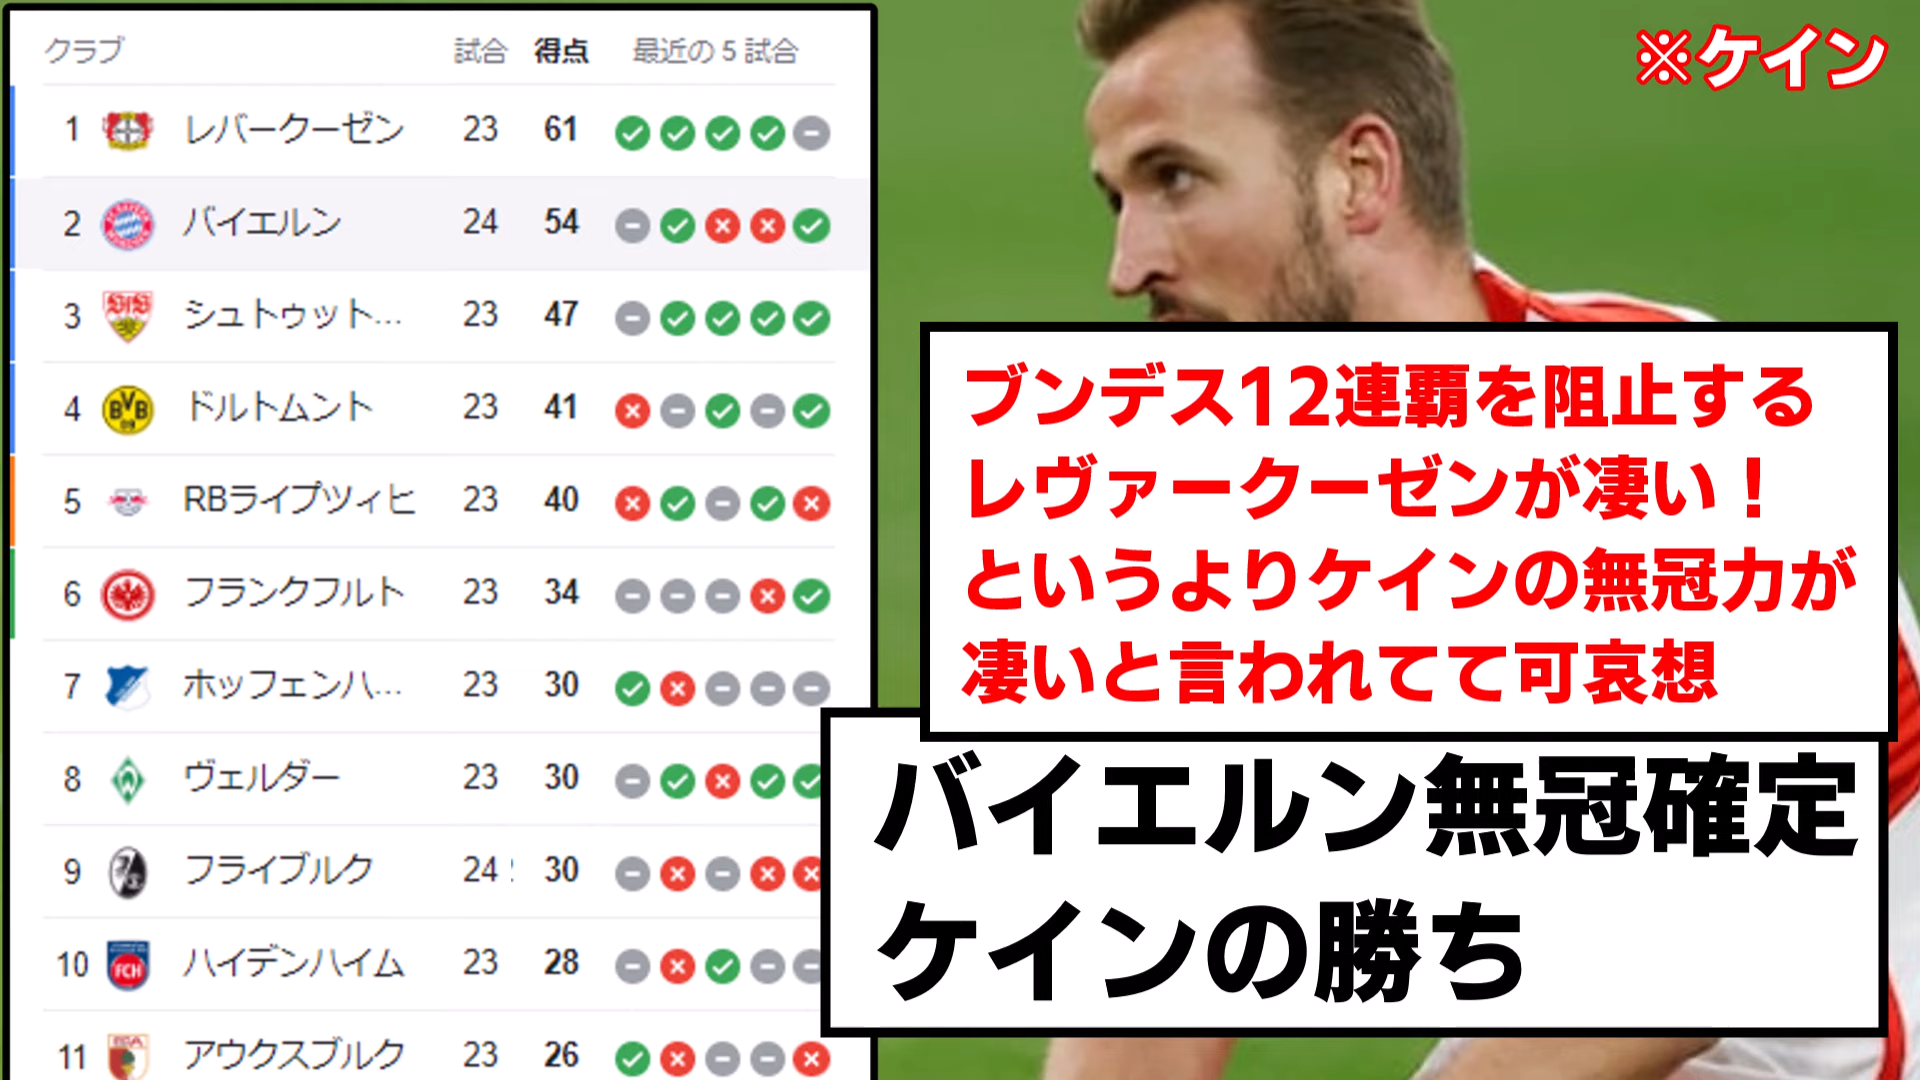 クラブ 試合 得点 最近の 5 試合
1 レバークーゼン 23 61
2 バイエルン 24 54
3 シュトゥット... 23 47
4 BVB 09 ドルトムント 23 41
5 RBライプツィヒ 23 40
6 フランクフルト 23 34
7 ホッフェンハ... 23 30
8 ヴェルダー 23 30
9 フライブルク 24 30
10 FCH ハイデンハイム 23 28
11 アウクスブルク 23 26
※ケイン
ブンデス12連覇を阻止する
レヴァークーゼンが凄い！
というよりケインの無冠力が
凄いと言われてて可哀想
バイエルン無冠確定
ケインの勝ち